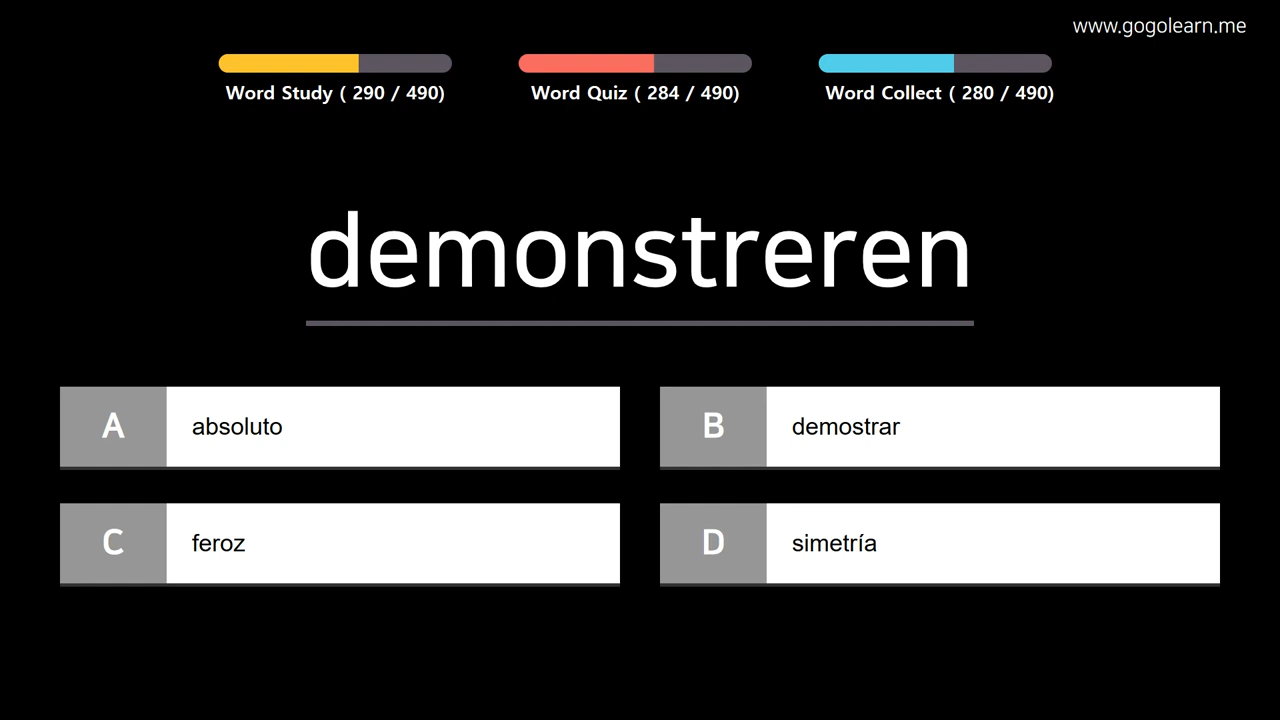 www.gogolearn.me
Word Study ( 290 / 490)
Word Quiz ( 284 / 490)
Word Collect ( 280 / 490)
demonstreren
A absoluto
B demostrar
C feroz
D simetría